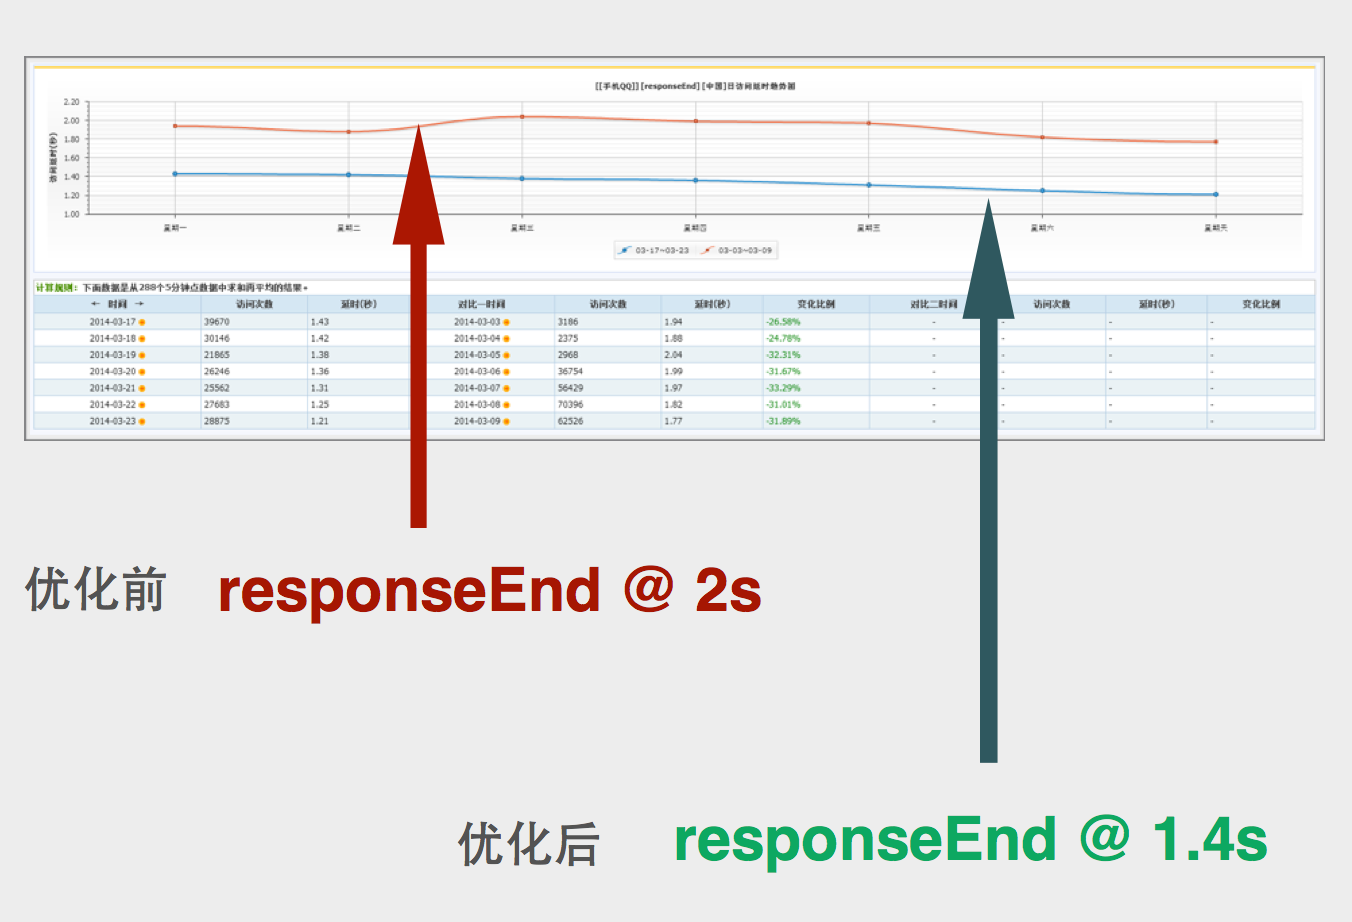 [[手机QQ]] [responseEnd] [中国]日访问延时趋势图
访问延时(秒)
2.20
2.00
1.80
1.60
1.40
1.20
1.00
星期一 星期二 星期三 星期四 星期五 星期六 星期天
03-17~03-23 03-03~03-09
计算规则: 下面数据是从288个5分钟点数据中求和再平均的结果。
← 时间 → 访问次数 延时(秒) 对比一时间 访问次数 延时(秒) 变化比例 对比二时间 访问次数 延时(秒) 变化比例
2014-03-17 39670 1.43 2014-03-03 3186 1.94 -26.58% - - - -
2014-03-18 30146 1.42 2014-03-04 2375 1.88 -24.78% - - - -
2014-03-19 21865 1.38 2014-03-05 2968 2.04 -32.31% - - - -
2014-03-20 26246 1.36 2014-03-06 36754 1.99 -31.67% - - - -
2014-03-21 25562 1.31 2014-03-07 56429 1.97 -33.29% - - - -
2014-03-22 27683 1.25 2014-03-08 70396 1.82 -31.01% - - - -
2014-03-23 28875 1.21 2014-03-09 62526 1.77 -31.89% - - - -
优化前 responseEnd @ 2s
优化后 responseEnd @ 1.4s